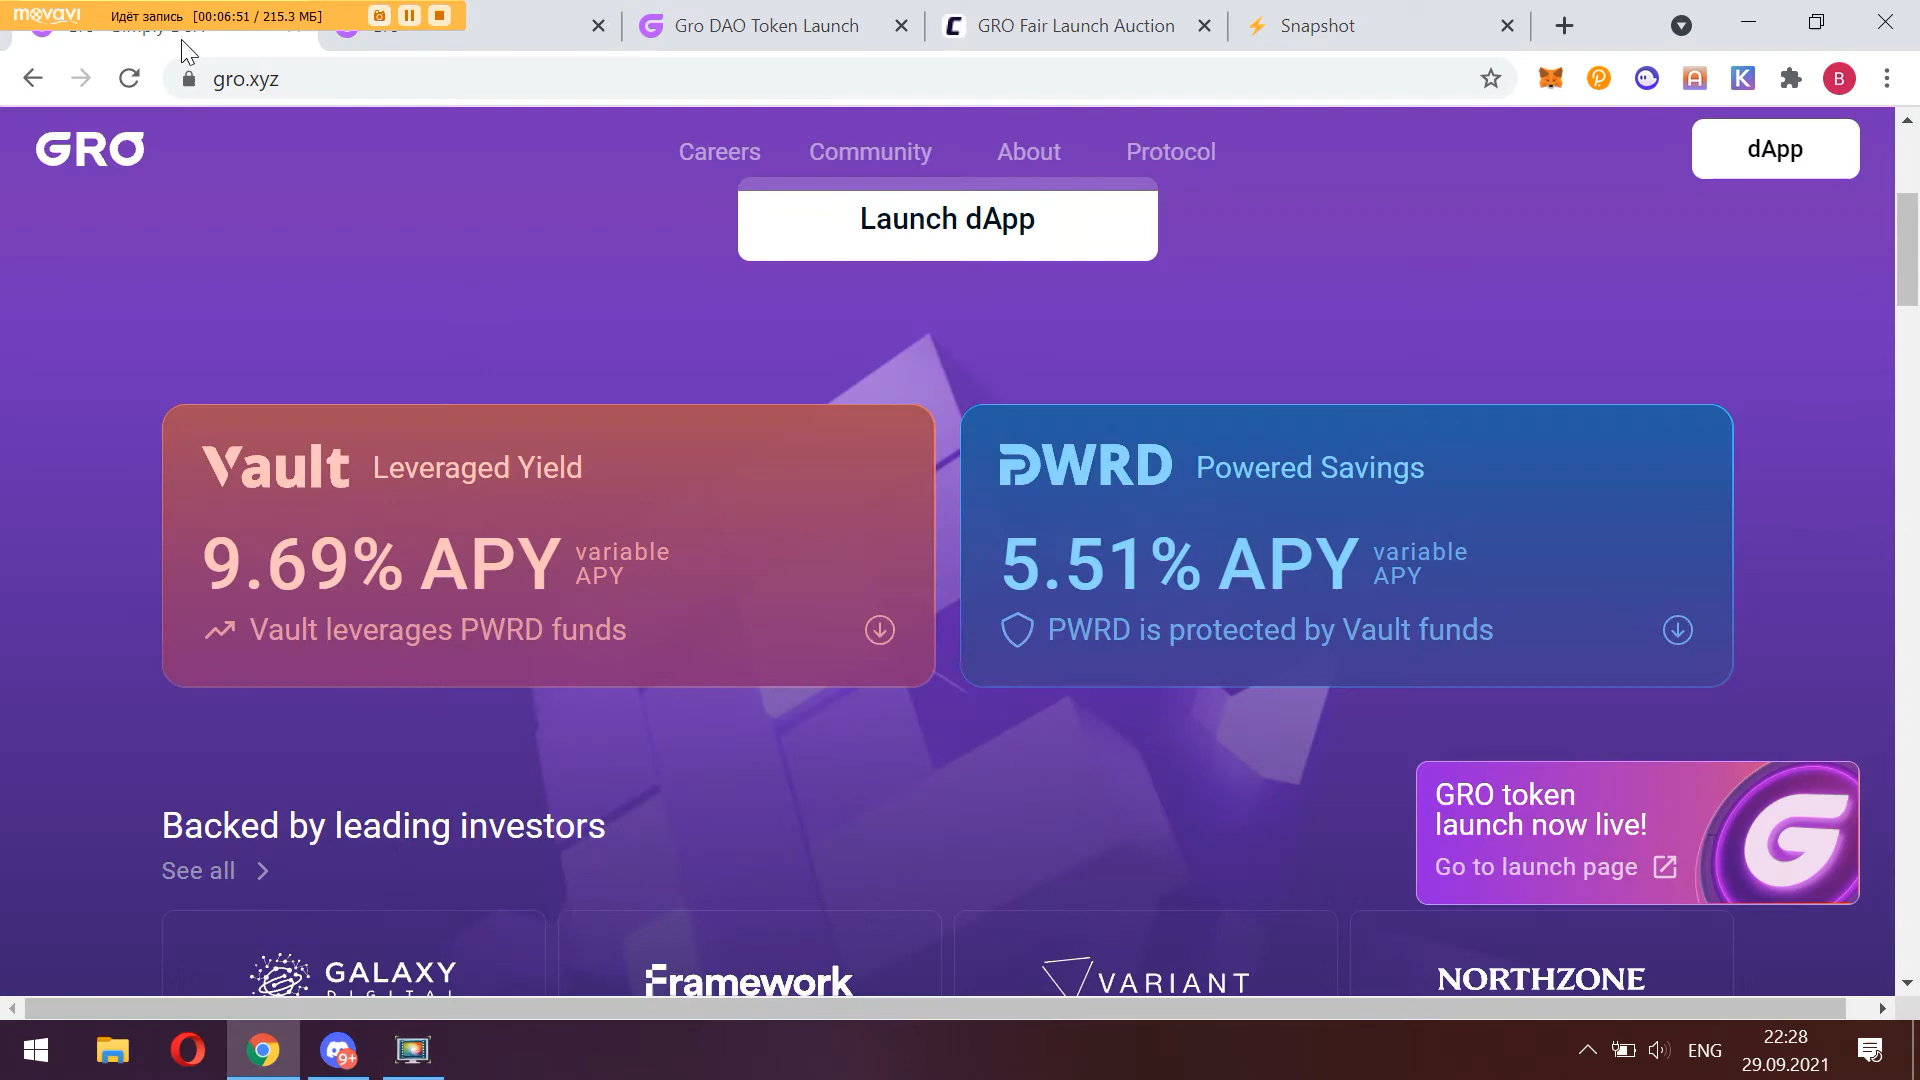 movavi
Идёт запись [00:06:51 / 215.3 МБ]
Gro DAO Token Launch
GRO Fair Launch Auction
Snapshot
gro.xyz
B
GRO
Careers
Community
About
Protocol
dApp
Launch dApp
Vault Leveraged Yield
9.69% APY variable
APY
Vault leverages PWRD funds
PWRD Powered Savings
5.51% APY variable
APY
PWRD is protected by Vault funds
Backed by leading investors
See all
GRO token
launch now live!
Go to launch page
GALAXY
DIGITAL
Framework
VARIANT
NORTHZONE
9+
ENG
22:28
29.09.2021